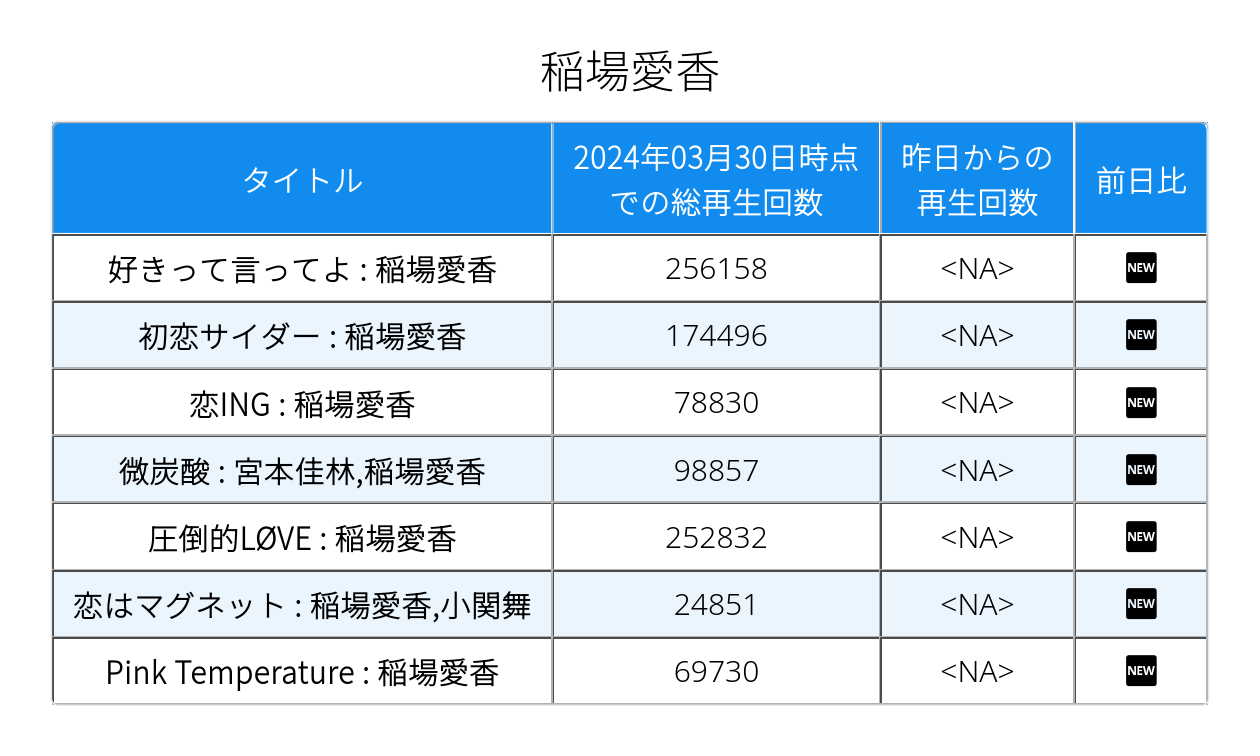 稲場愛香
タイトル
2024年03月30日時点
での総再生回数
昨日からの
再生回数
前日比
好きって言ってよ : 稲場愛香
256158
<NA>
NEW
初恋サイダー : 稲場愛香
174496
<NA>
NEW
恋ING : 稲場愛香
78830
<NA>
NEW
微炭酸 : 宮本佳林,稲場愛香
98857
<NA>
NEW
圧倒的LØVE : 稲場愛香
252832
<NA>
NEW
恋はマグネット : 稲場愛香,小関舞
24851
<NA>
NEW
Pink Temperature : 稲場愛香
69730
<NA>
NEW